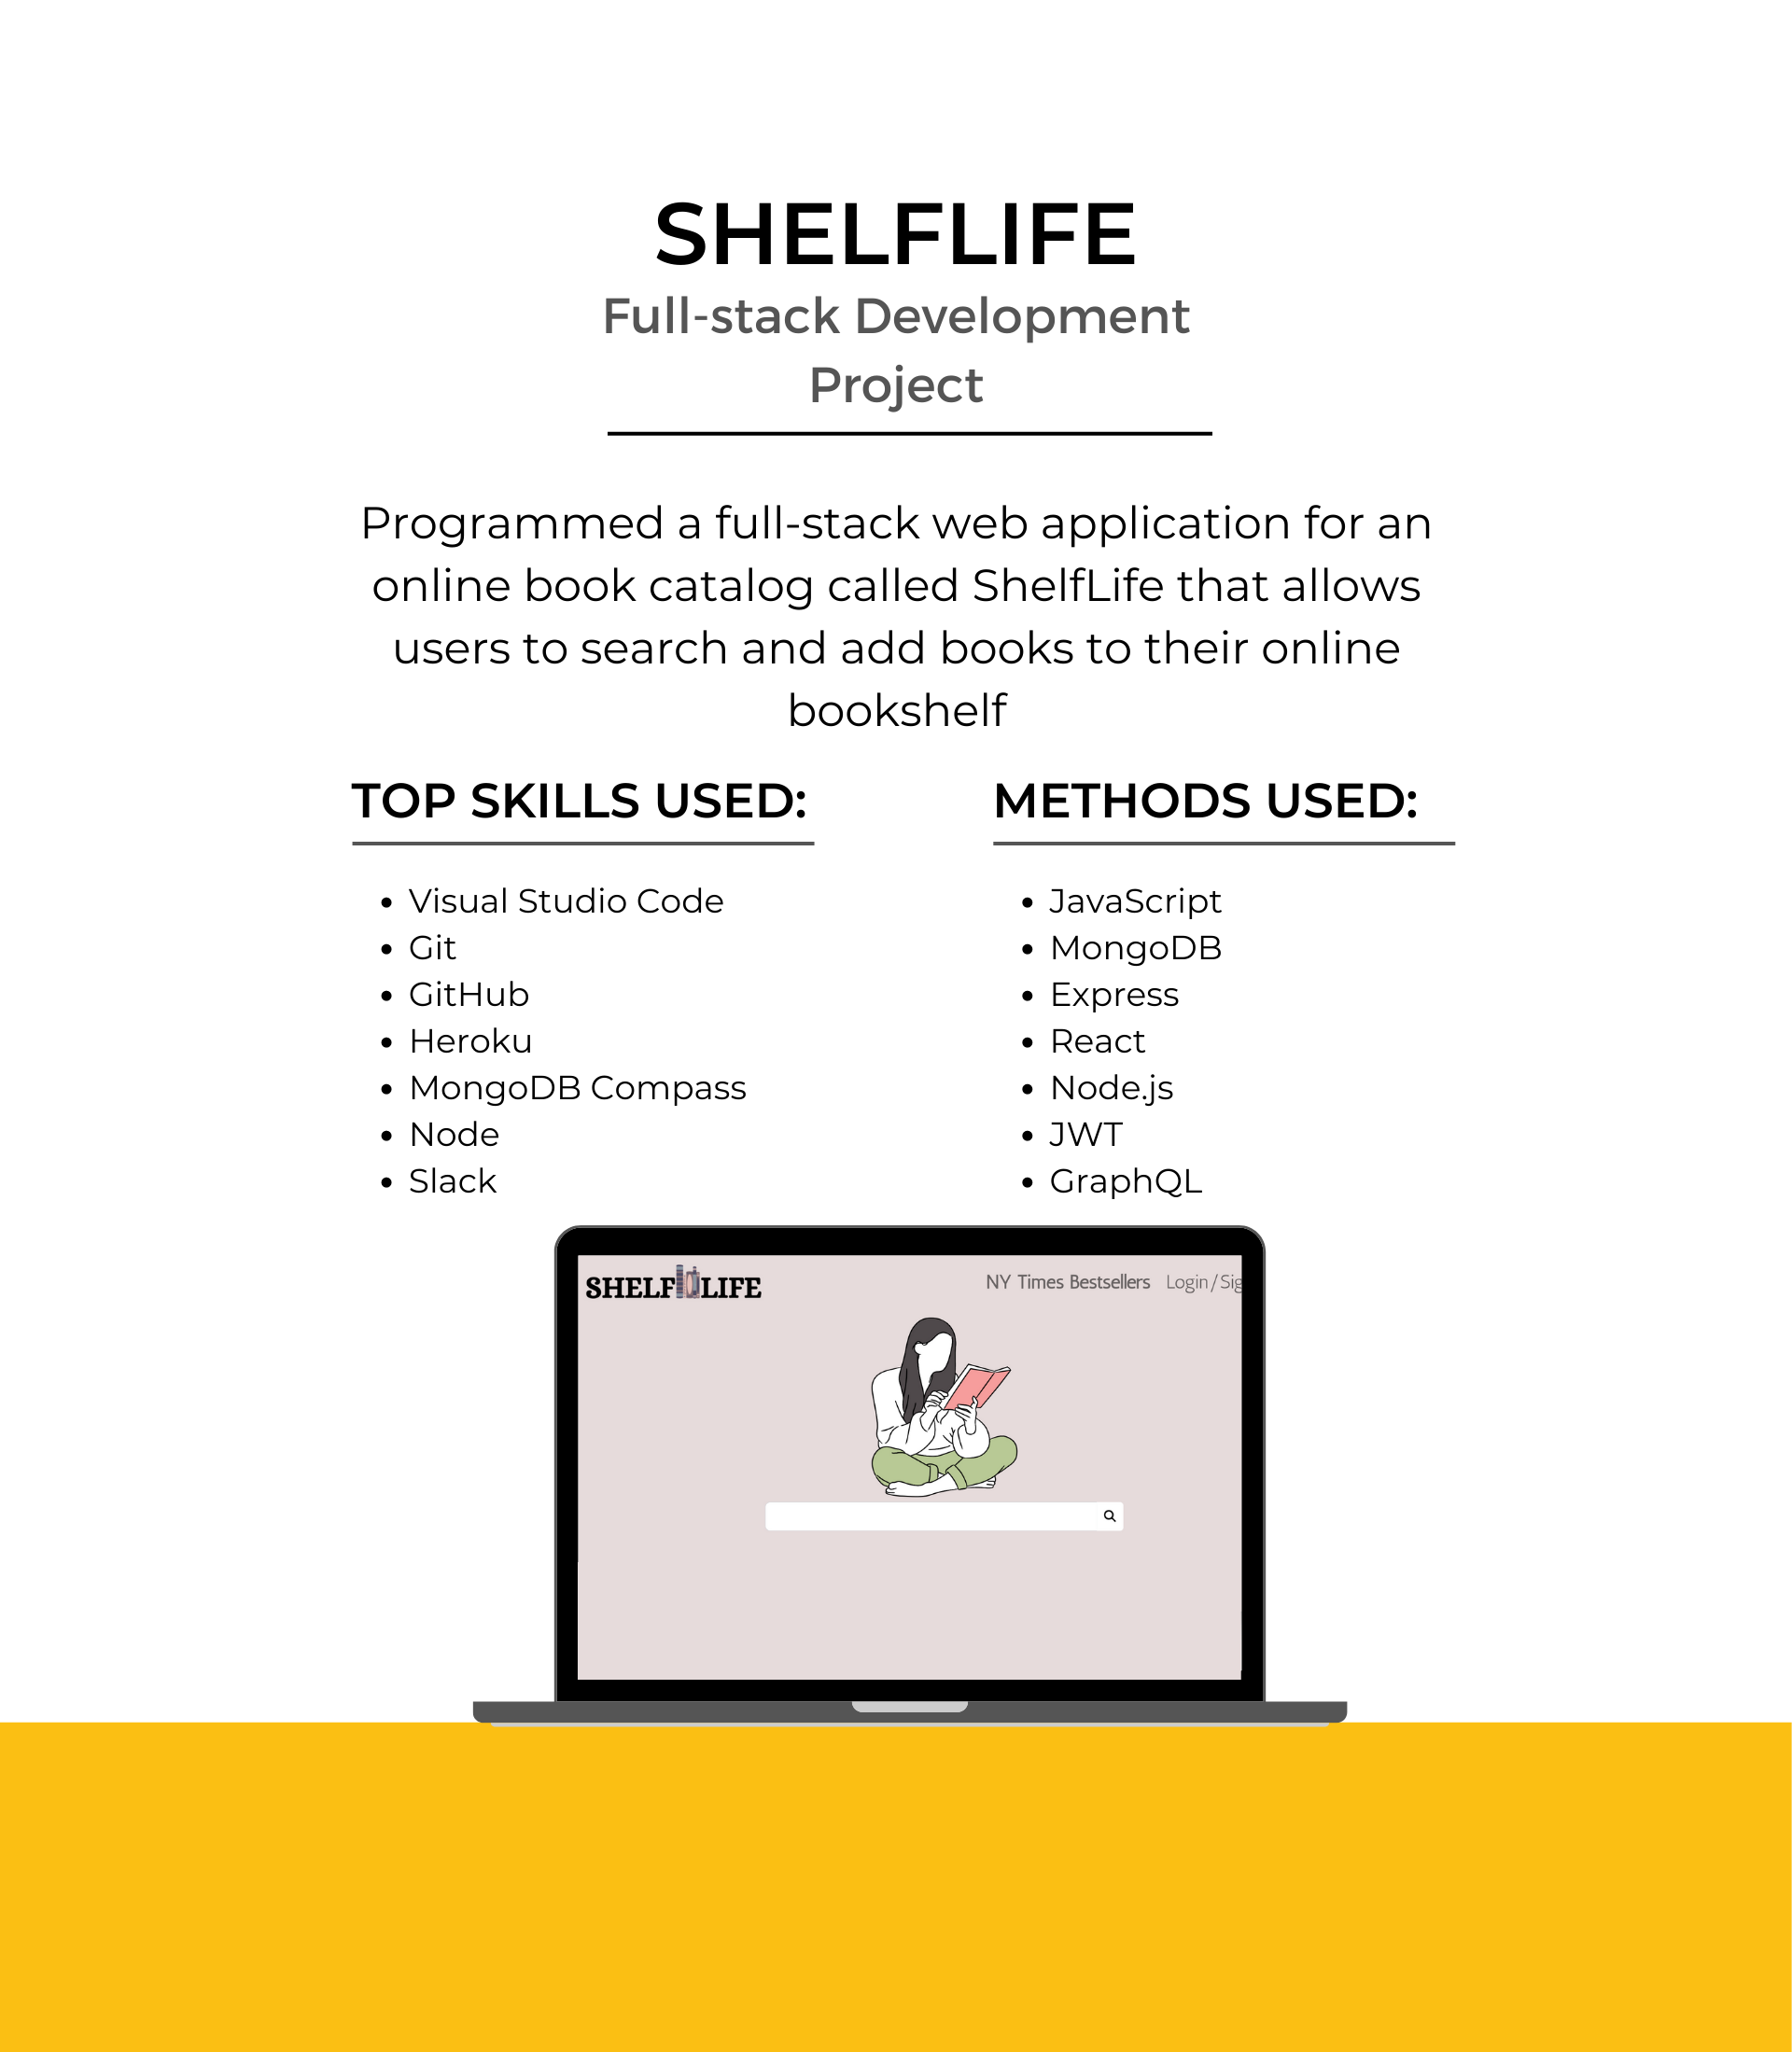 SHELFLIFE
Full-stack Development
Project
Programmed a full-stack web application for an
online book catalog called ShelfLife that allows
users to search and add books to their online
bookshelf
TOP SKILLS USED:
• Visual Studio Code
• Git
• GitHub
• Heroku
• MongoDB Compass
• Node
• Slack
METHODS USED:
• JavaScript
• MongoDB
• Express
• React
• Node.js
• JWT
• GraphQL
SHELF LIFE
NY Times Bestsellers Login/Sig